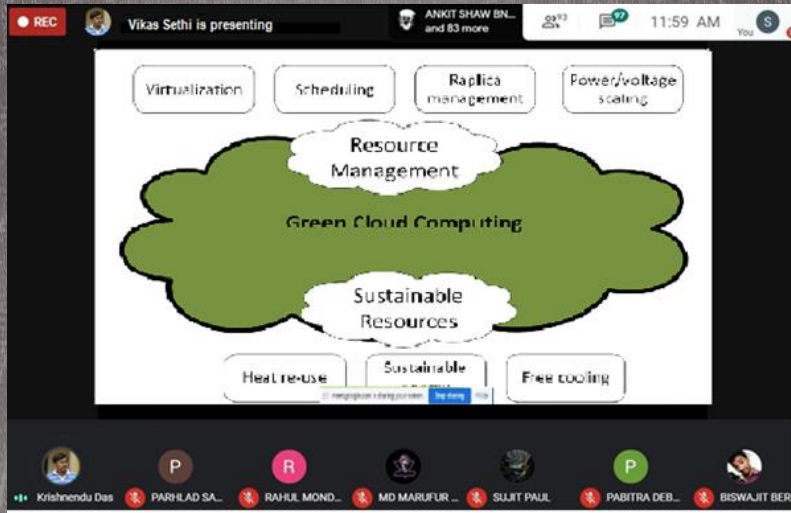 REC
Vikas Sethi is presenting
ANKIT SHAW BN...
and 83 more
93
97
11:59 AM
You
S
Virtualization
Scheduling
Raplica
management
Power/voltage
scaling
Resource
Management
Green Cloud Computing
Sustainable
Resources
Heat re-use
Sustainable
Free cooling
Stop sharing
Hide
P
R
P
Krishnendu Das
PARHLAD SA...
RAHUL MOND...
MD MARUFUR ...
SUJIT PAUL
PABITRA DEB...
BISWAJIT BER